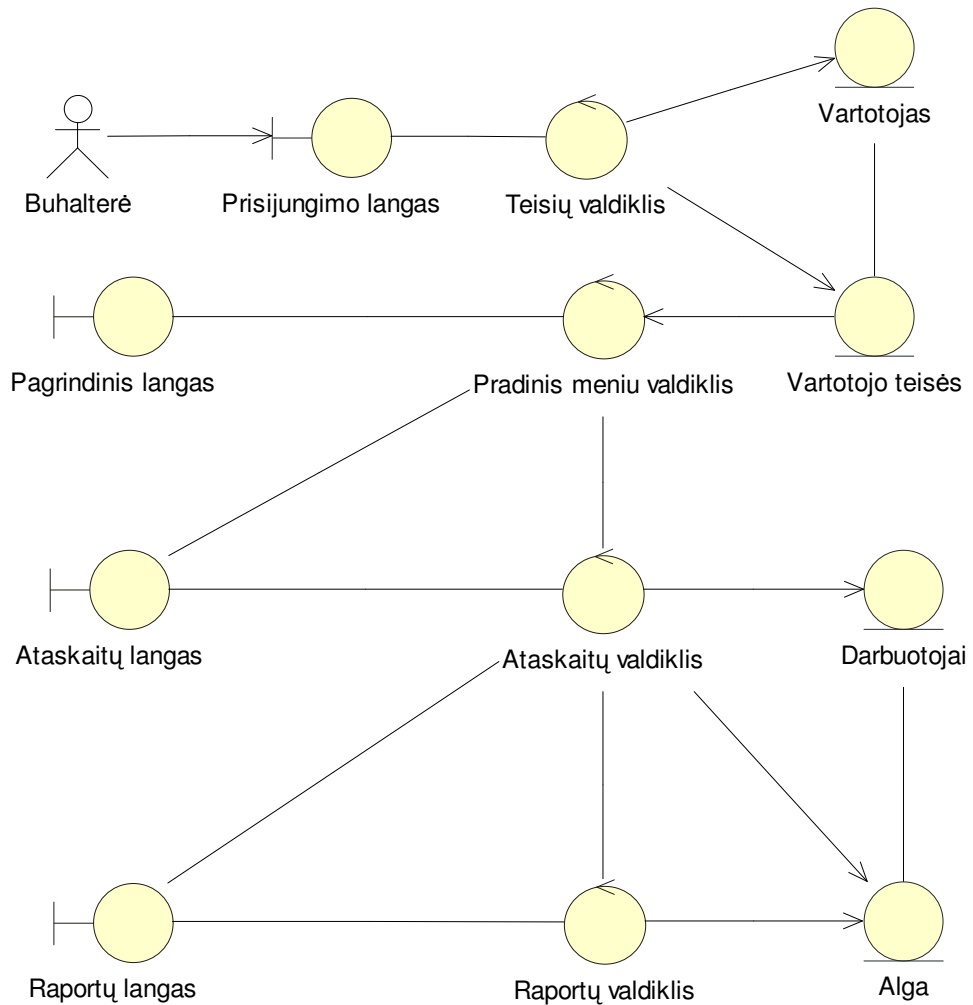 Vartotojas
Buhalterė
Prisijungimo langas
Teisių valdiklis
Pagrindinis langas
Pradinis meniu valdiklis
Vartotojo teisės
Ataskaitų langas
Ataskaitų valdiklis
Darbuotojai
Raportų langas
Raportų valdiklis
Alga